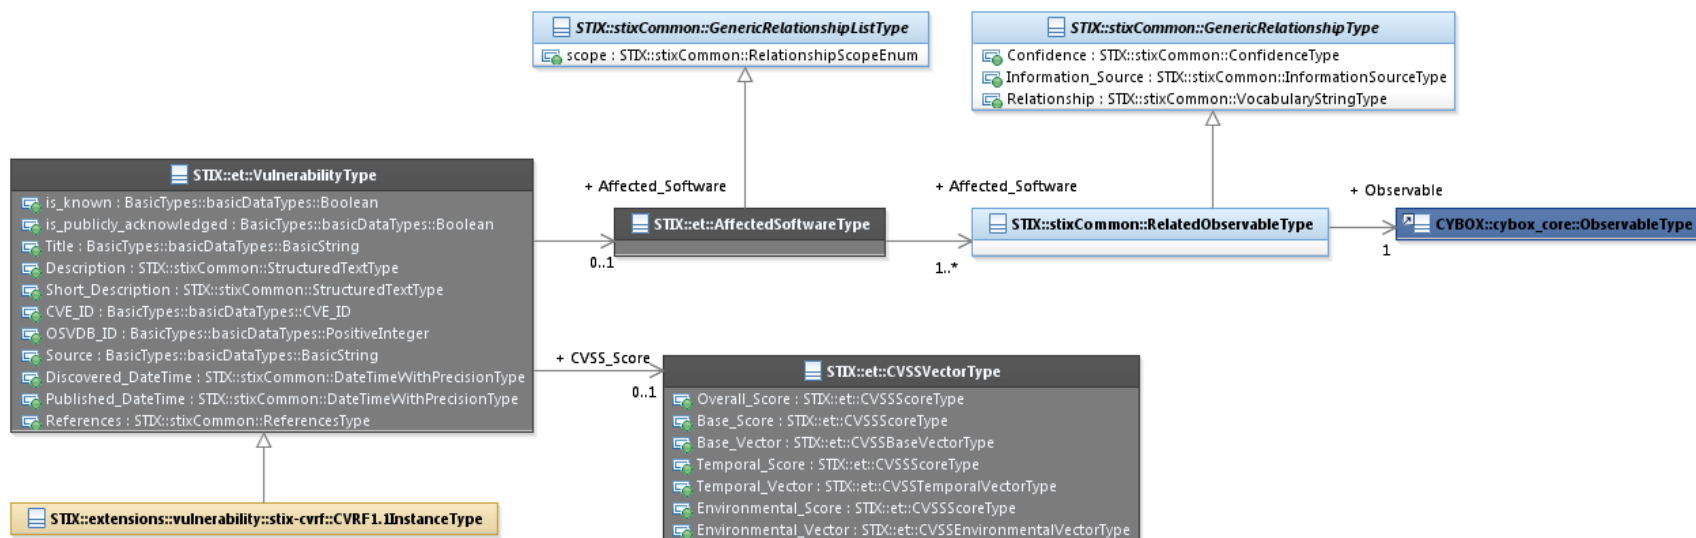 STIX::stixCommon::GenericRelationshipListType
scope : STIX::stixCommon::RelationshipScopeEnum
STIX::stixCommon::GenericRelationshipType
Confidence : STIX::stixCommon::ConfidenceType
Information_Source : STIX::stixCommon::InformationSourceType
Relationship : STIX::stixCommon::VocabularyStringType
STIX::et::VulnerabilityType
is_known : BasicTypes::basicDataTypes::Boolean
is_publicly_acknowledged : BasicTypes::basicDataTypes::Boolean
Title : BasicTypes::basicDataTypes::BasicString
Description : STIX::stixCommon::StructuredTextType
Short_Description : STIX::stixCommon::StructuredTextType
CVE_ID : BasicTypes::basicDataTypes::CVE_ID
OSVDB_ID : BasicTypes::basicDataTypes::PositiveInteger
Source : BasicTypes::basicDataTypes::BasicString
Discovered_DateTime : STIX::stixCommon::DateTimeWithPrecisionType
Published_DateTime : STIX::stixCommon::DateTimeWithPrecisionType
References : STIX::stixCommon::ReferencesType
+ Affected_Software
0..1
STIX::et::AffectedSoftwareType
+ Affected_Software
1..*
STIX::stixCommon::RelatedObservableType
+ Observable
1
CYBOX::cybox_core::ObservableType
+ CVSS_Score
0..1
STIX::et::CVSSVectorType
Overall_Score : STIX::et::CVSSScoreType
Base_Score : STIX::et::CVSSScoreType
Base_Vector : STIX::et::CVSSBaseVectorType
Temporal_Score : STIX::et::CVSSScoreType
Temporal_Vector : STIX::et::CVSSTemporalVectorType
Environmental_Score : STIX::et::CVSSScoreType
Environmental_Vector : STIX::et::CVSSEnvironmentalVectorType
STIX::extensions::vulnerability::stix-cvrf::CVRF1.1InstanceType